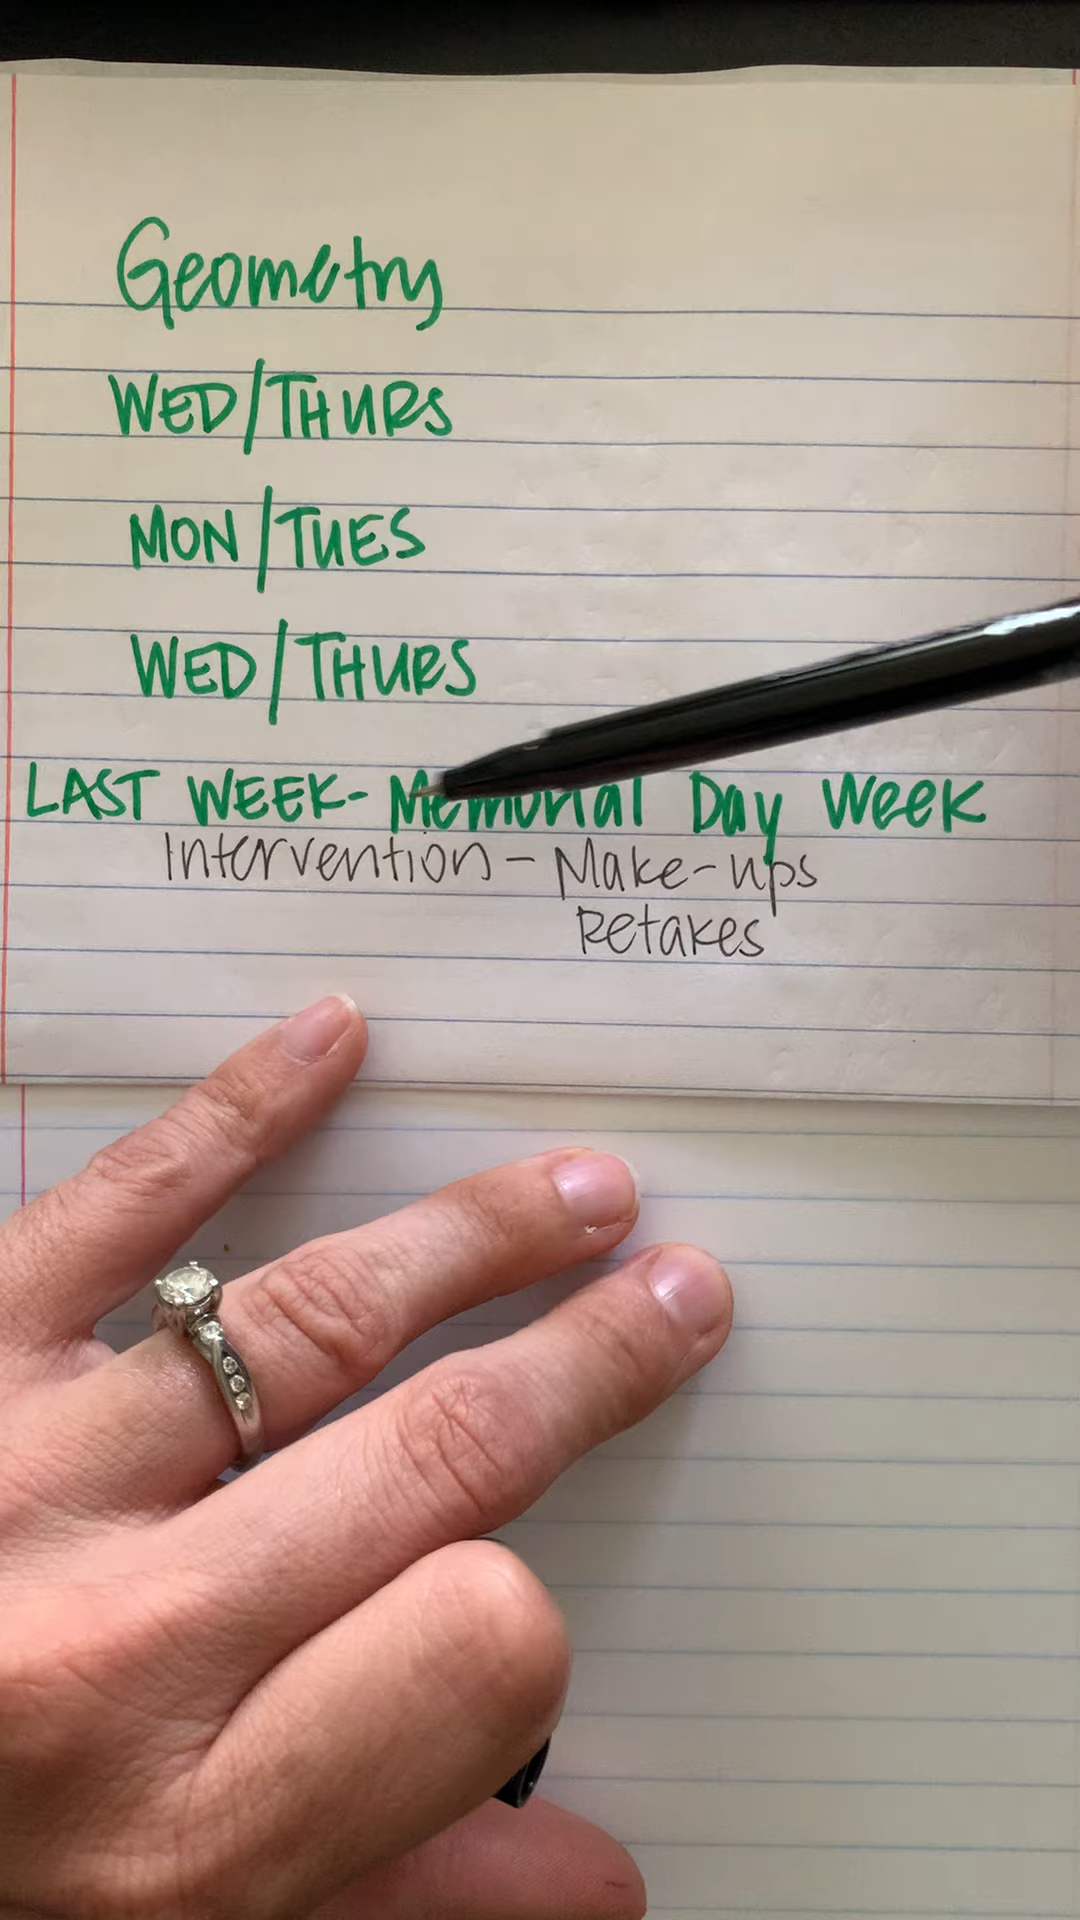 Geometry
WED/THURS
MON/TUES
WED/THURS
LAST WEEK- Memorial Day Week
Intervention - Make-ups
Retakes